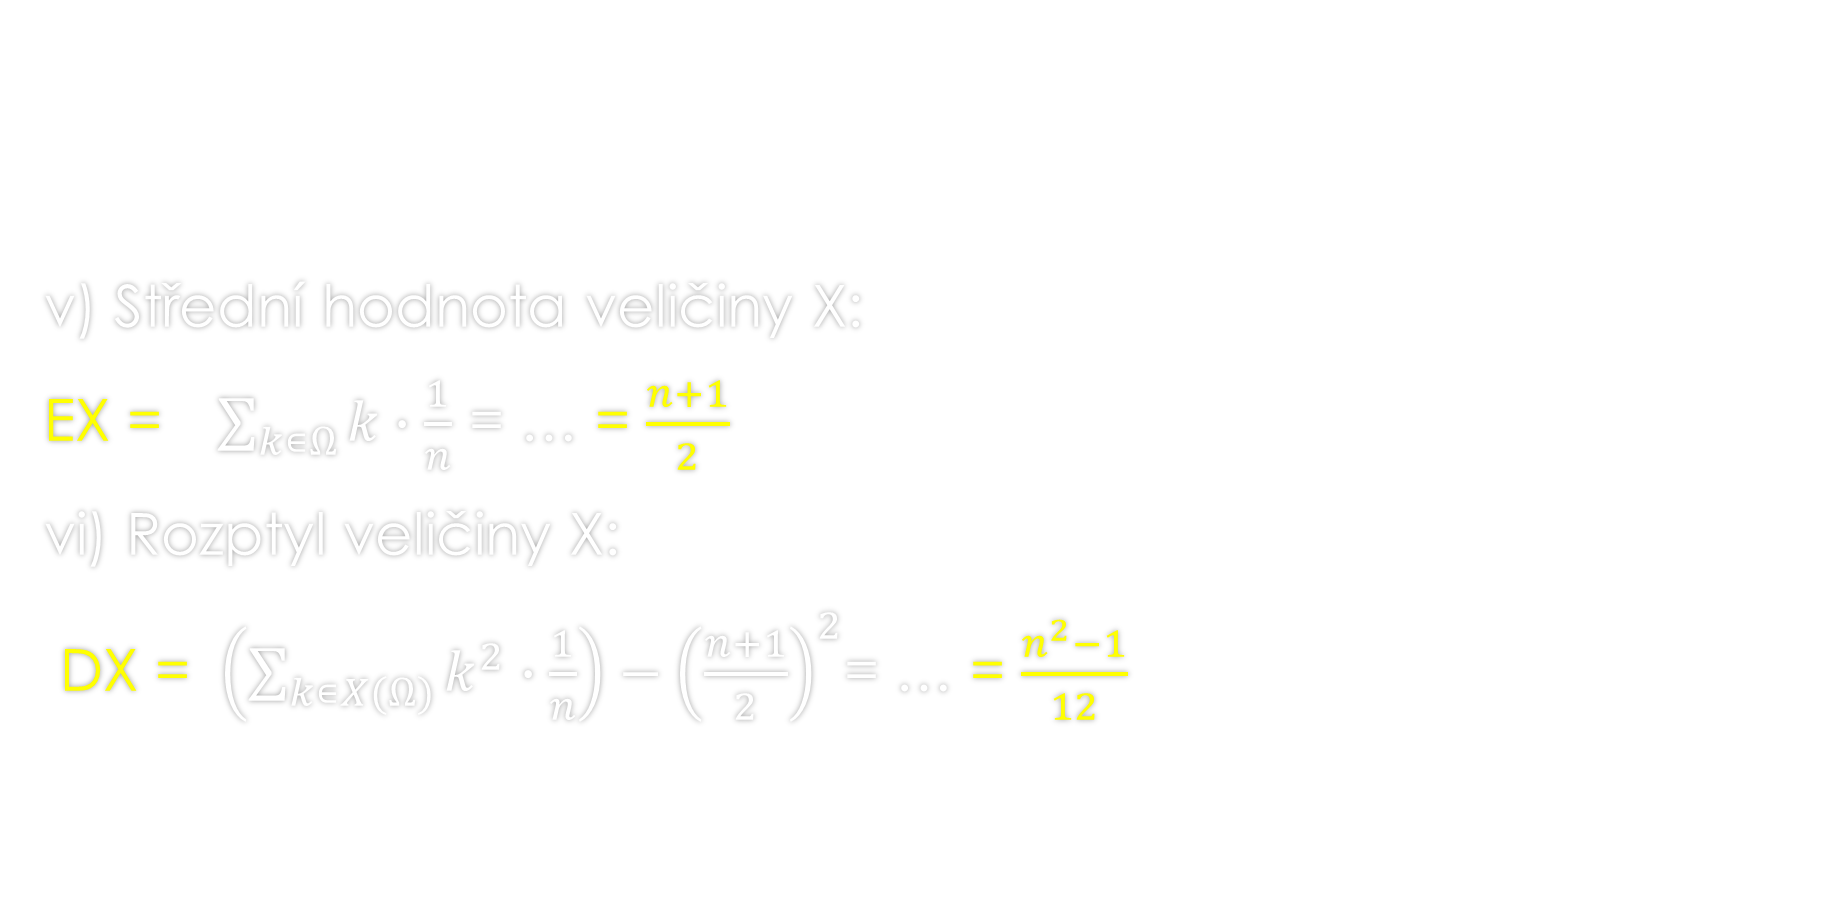 v) Střední hodnota veličiny X:
EX = ∑_{k∈Ω} k · 1/n = … = (n+1)/2
vi) Rozptyl veličiny X:
DX = (∑_{k∈X(Ω)} k² · 1/n) − ((n+1)/2)² = … = (n²−1)/12